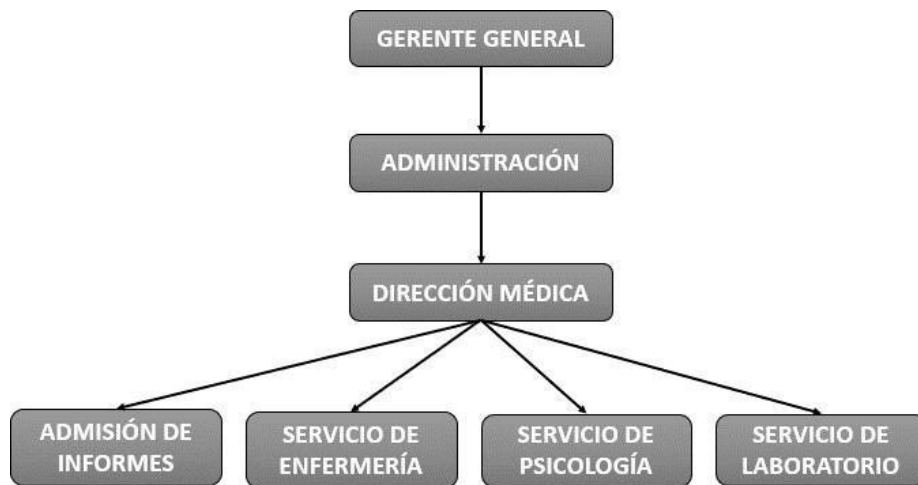 GERENTE GENERAL
ADMINISTRACIÓN
DIRECCIÓN MÉDICA
ADMISIÓN DE
INFORMES
SERVICIO DE
ENFERMERÍA
SERVICIO DE
PSICOLOGÍA
SERVICIO DE
LABORATORIO